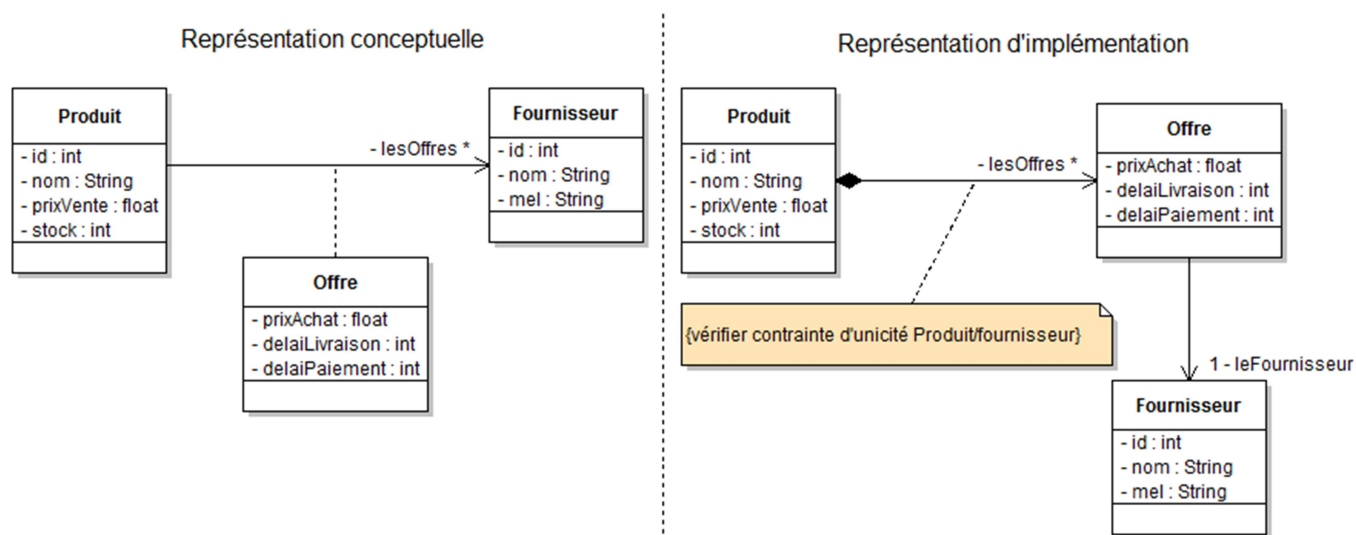 Représentation conceptuelle
Produit
- id : int
- nom : String
- prixVente : float
- stock : int
- lesOffres *
Fournisseur
- id : int
- nom : String
- mel : String
Offre
- prixAchat : float
- delaiLivraison : int
- delaiPaiement : int
Représentation d'implémentation
Produit
- id : int
- nom : String
- prixVente : float
- stock : int
- lesOffres *
Offre
- prixAchat : float
- delaiLivraison : int
- delaiPaiement : int
{vérifier contrainte d'unicité Produit/fournisseur}
1 - leFournisseur
Fournisseur
- id : int
- nom : String
- mel : String